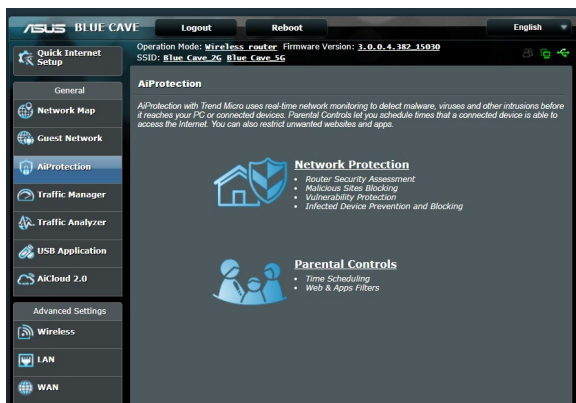 ASUS BLUE CAVE
Logout
Reboot
English
Quick Internet
Setup
Operation Mode: Wireless router Firmware Version: 3.0.0.4.382_15030
SSID: Blue Cave_2G Blue Cave_5G
General
Network Map
Guest Network
AiProtection
Traffic Manager
Traffic Analyzer
USB Application
AiCloud 2.0
Advanced Settings
Wireless
LAN
WAN
AiProtection
AiProtection with Trend Micro uses real-time network monitoring to detect malware, viruses and other intrusions before
it reaches your PC or connected devices. Parental Controls let you schedule times that a connected device is able to
access the Internet. You can also restrict unwanted websites and apps.
Network Protection
• Router Security Assessment
• Malicious Sites Blocking
• Vulnerability Protection
• Infected Device Prevention and Blocking
Parental Controls
• Time Scheduling
• Web & Apps Filters